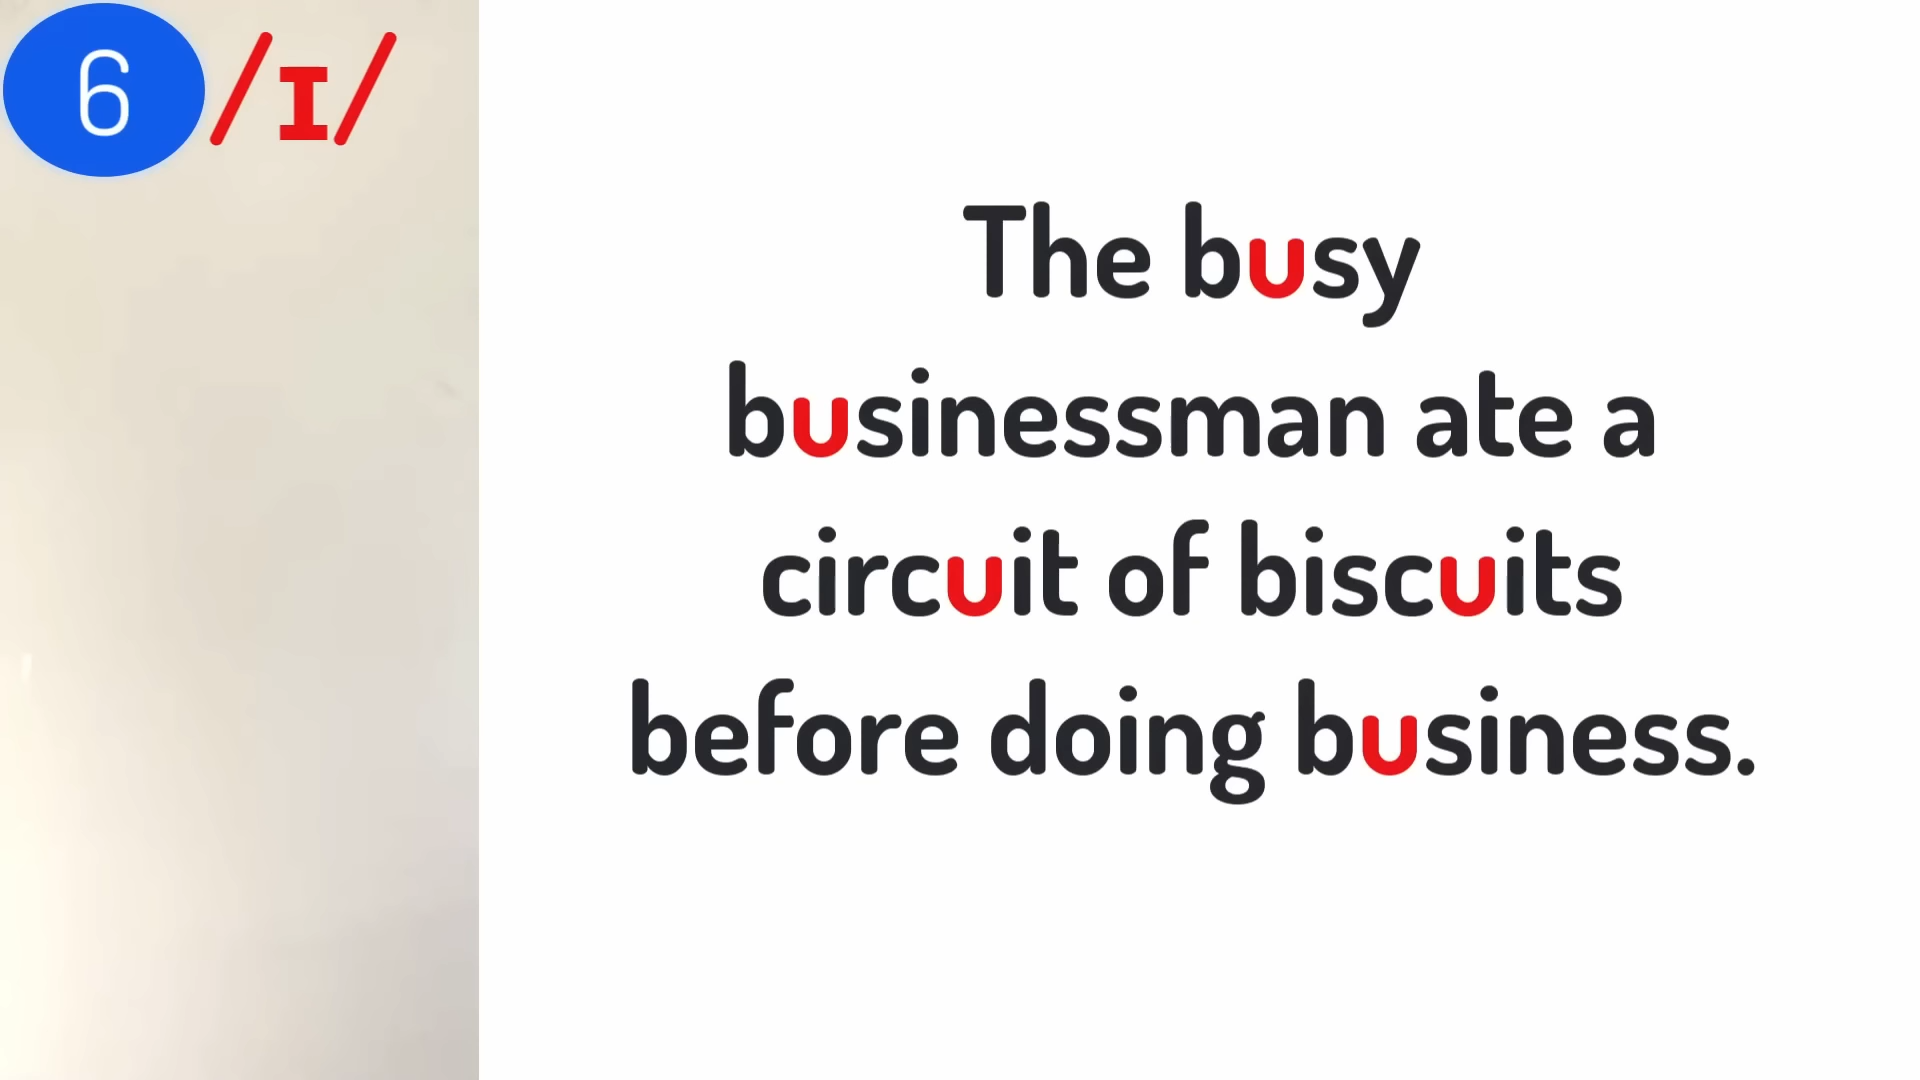 6 /ɪ/
The busy
businessman ate a
circuit of biscuits
before doing business.